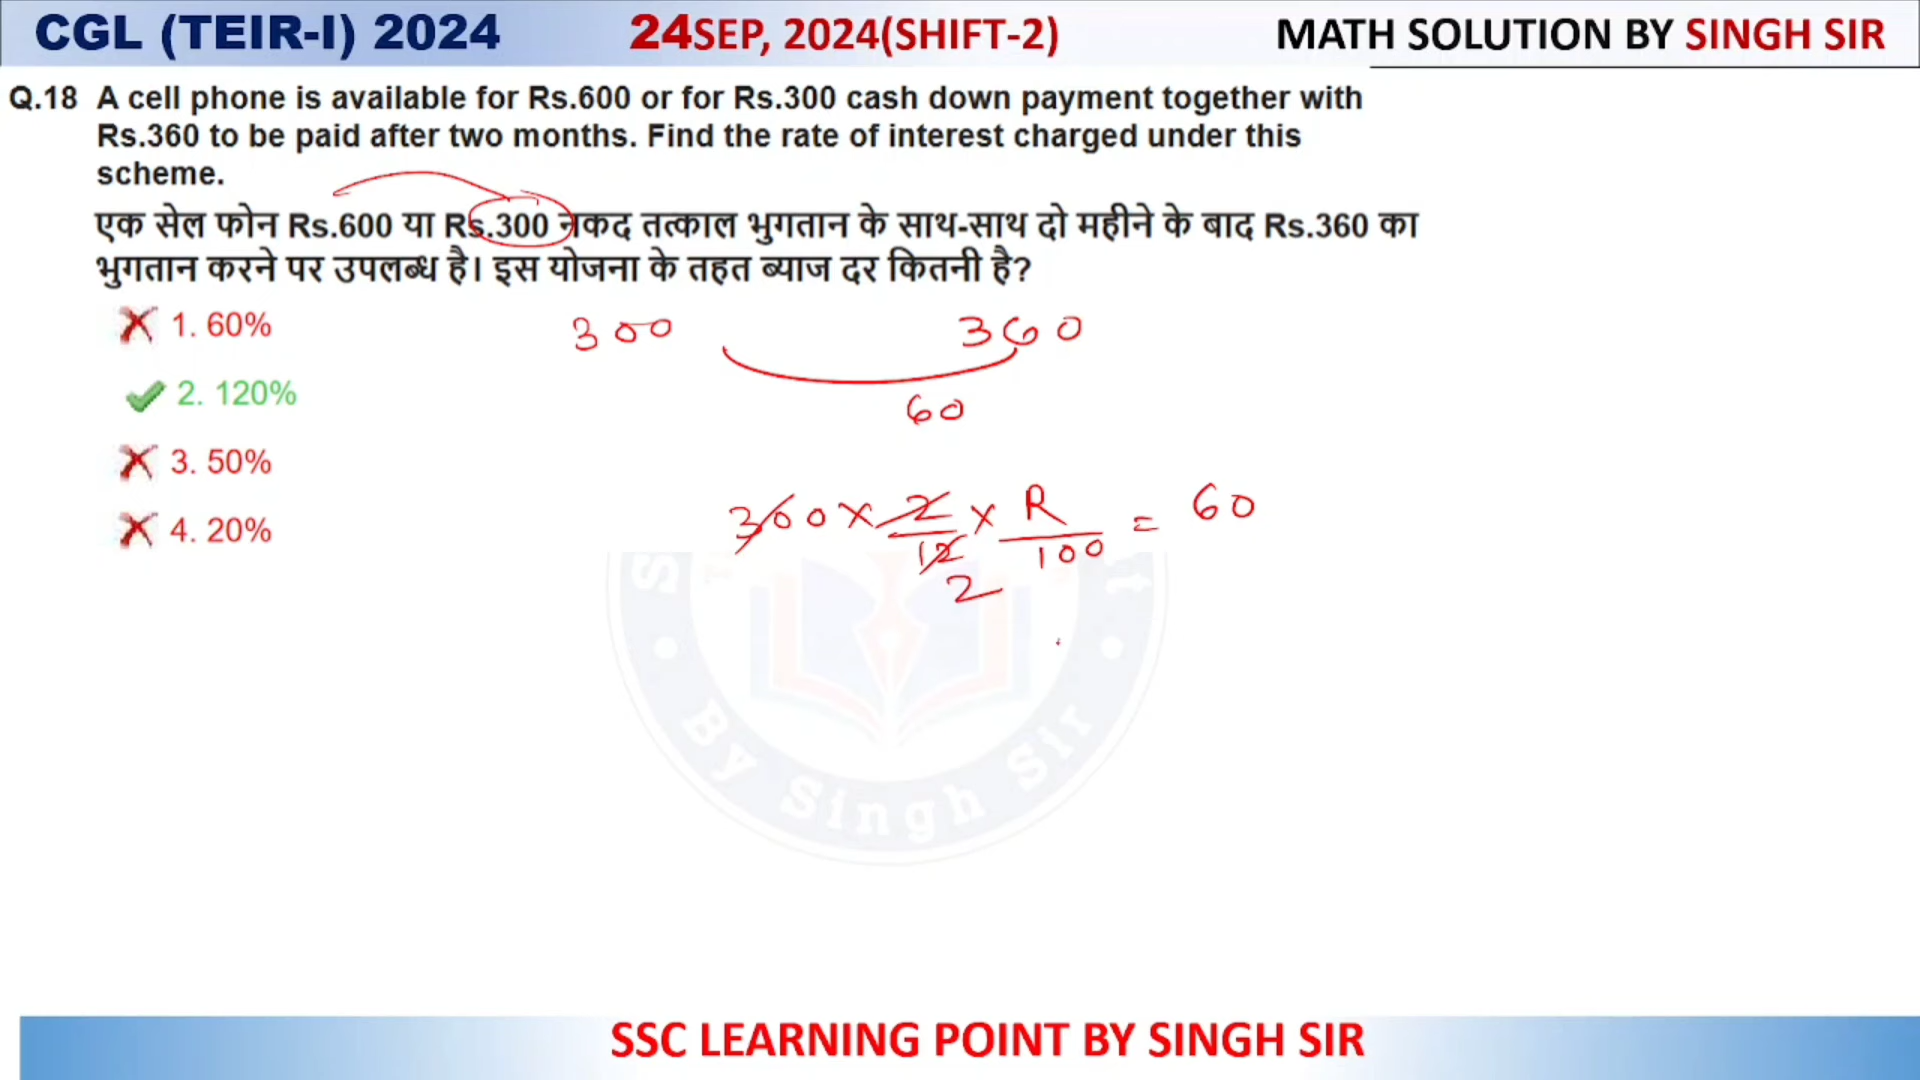 CGL (TEIR-I) 2024 24SEP, 2024(SHIFT-2) MATH SOLUTION BY SINGH SIR
Q.18 A cell phone is available for Rs.600 or for Rs.300 cash down payment together with
Rs.360 to be paid after two months. Find the rate of interest charged under this
scheme.
एक सेल फोन Rs.600 या Rs.300 नकद तत्काल भुगतान के साथ-साथ दो महीने के बाद Rs.360 का
भुगतान करने पर उपलब्ध है। इस योजना के तहत ब्याज दर कितनी है?
1. 60%
300 360
2. 120%
60
3. 50%
300 × 2/12 × R/100 = 60
2
4. 20%
By Singh Sir
SSC LEARNING POINT BY SINGH SIR